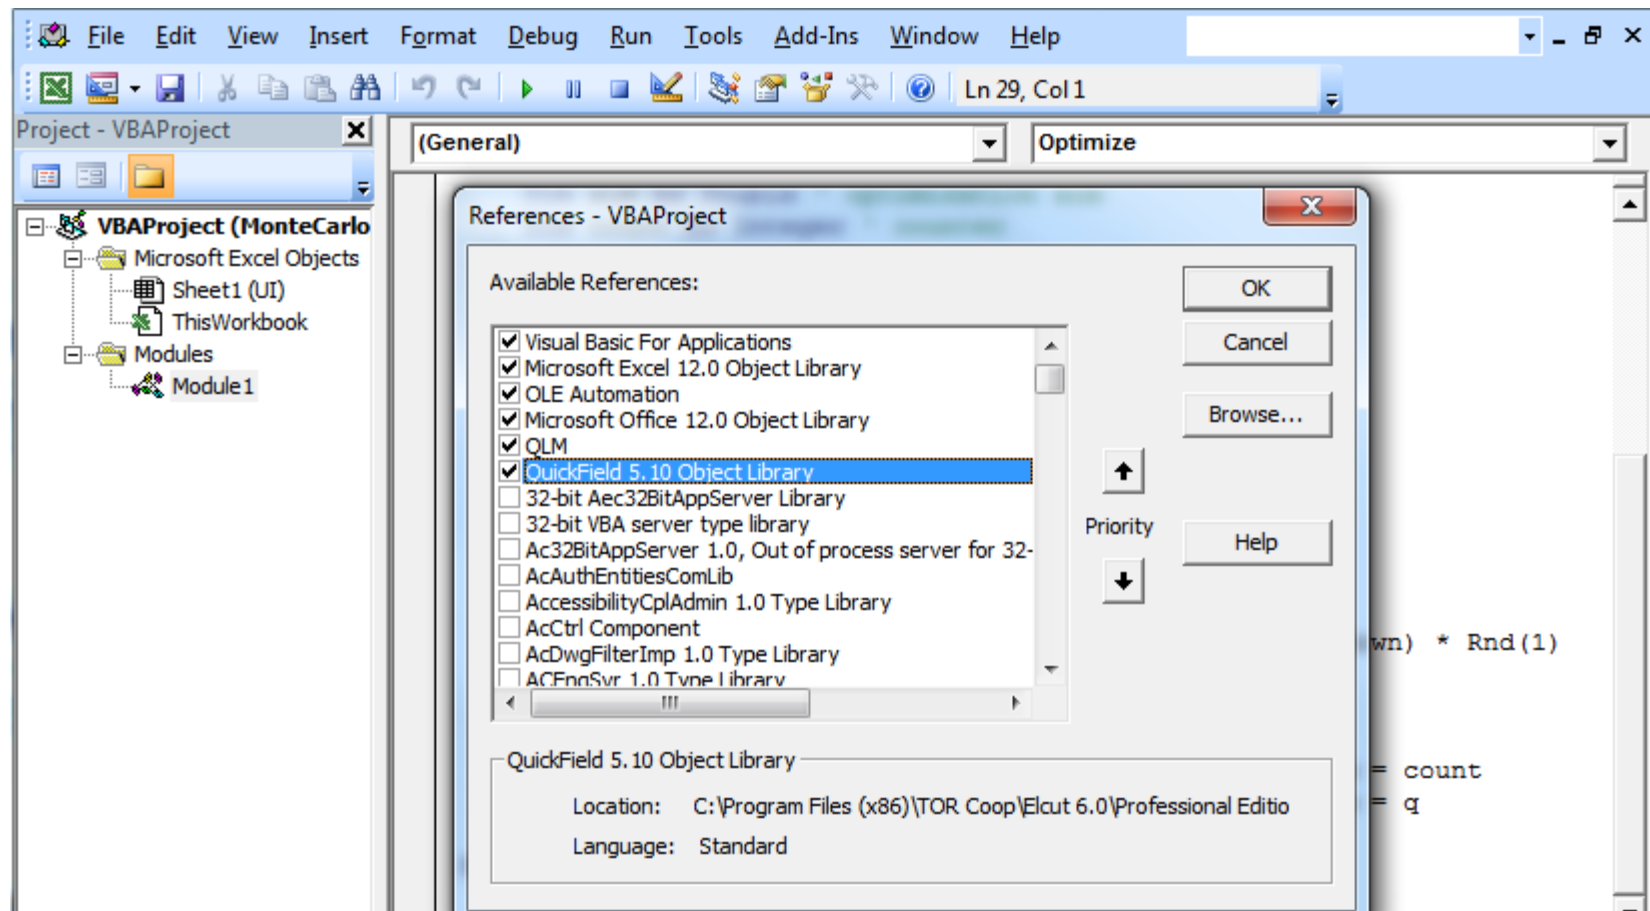 File Edit View Insert Format Debug Run Tools Add-Ins Window Help
Ln 29, Col 1
Project - VBAProject
(General)
Optimize
VBAProject (MonteCarlo
Microsoft Excel Objects
Sheet1 (UI)
ThisWorkbook
Modules
Module1
References - VBAProject
Available References:
Visual Basic For Applications
Microsoft Excel 12.0 Object Library
OLE Automation
Microsoft Office 12.0 Object Library
QLM
QuickField 5.10 Object Library
32-bit Aec32BitAppServer Library
32-bit VBA server type library
Ac32BitAppServer 1.0, Out of process server for 32-
AcAuthEntitiesComLib
AccessibilityCplAdmin 1.0 Type Library
AcCtrl Component
AcDwgFilterImp 1.0 Type Library
ACEngSvr 1.0 Type Library
OK
Cancel
Browse...
Priority
Help
QuickField 5.10 Object Library
Location: C:\Program Files (x86)\TOR Coop\Elcut 6.0\Professional Editio
Language: Standard
wn) * Rnd(1)
= count
= q